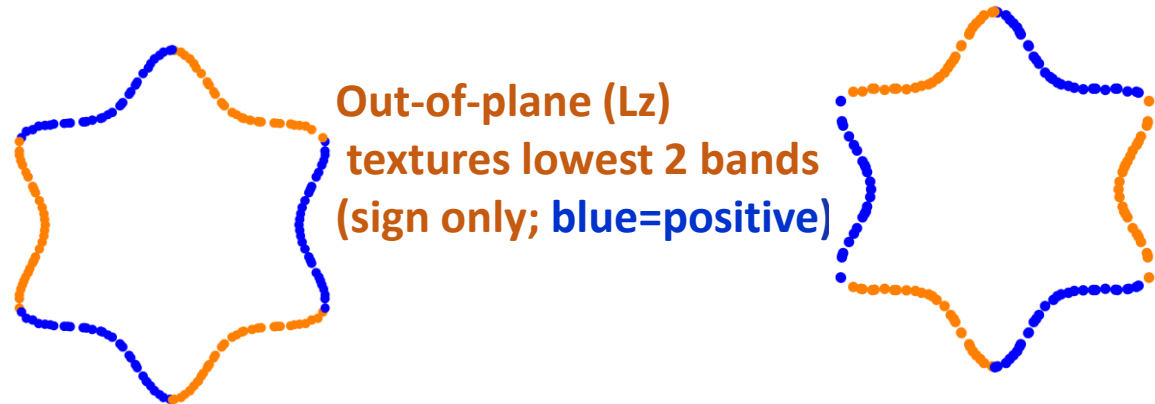 Out-of-plane (Lz)
textures lowest 2 bands
(sign only; blue=positive)